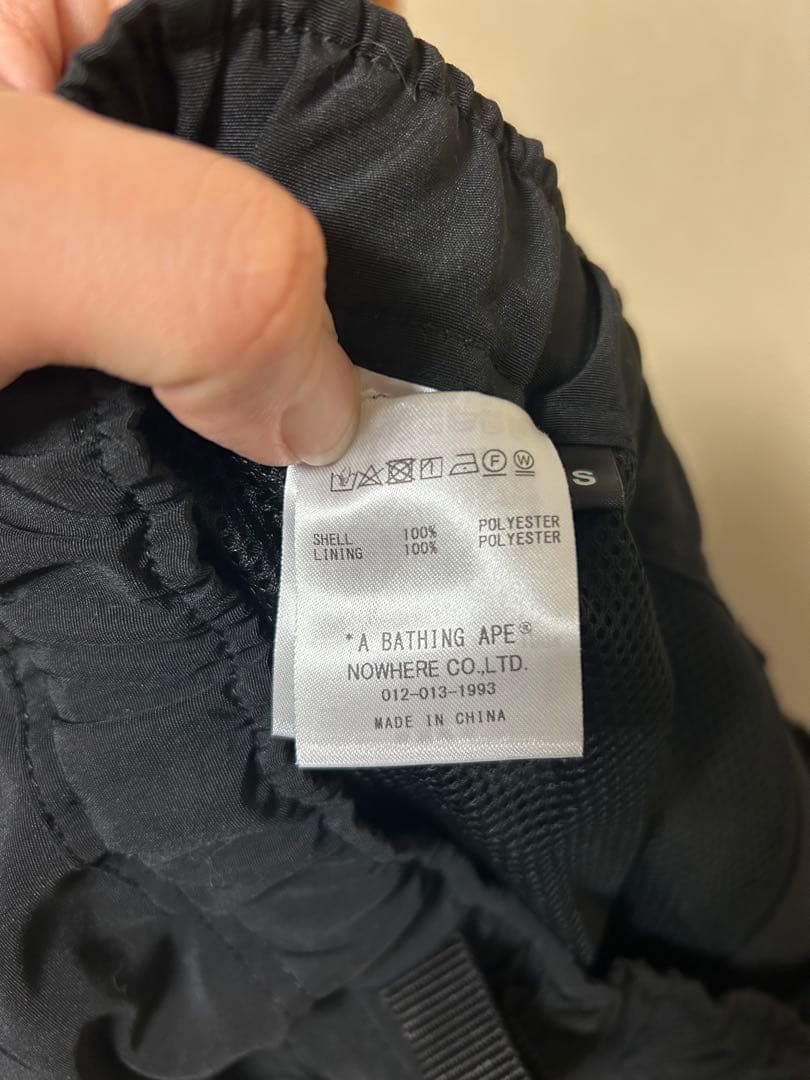 S
F W
SHELL 100% POLYESTER
LINING 100% POLYESTER
*A BATHING APE®
NOWHERE CO.,LTD.
012-013-1993
MADE IN CHINA